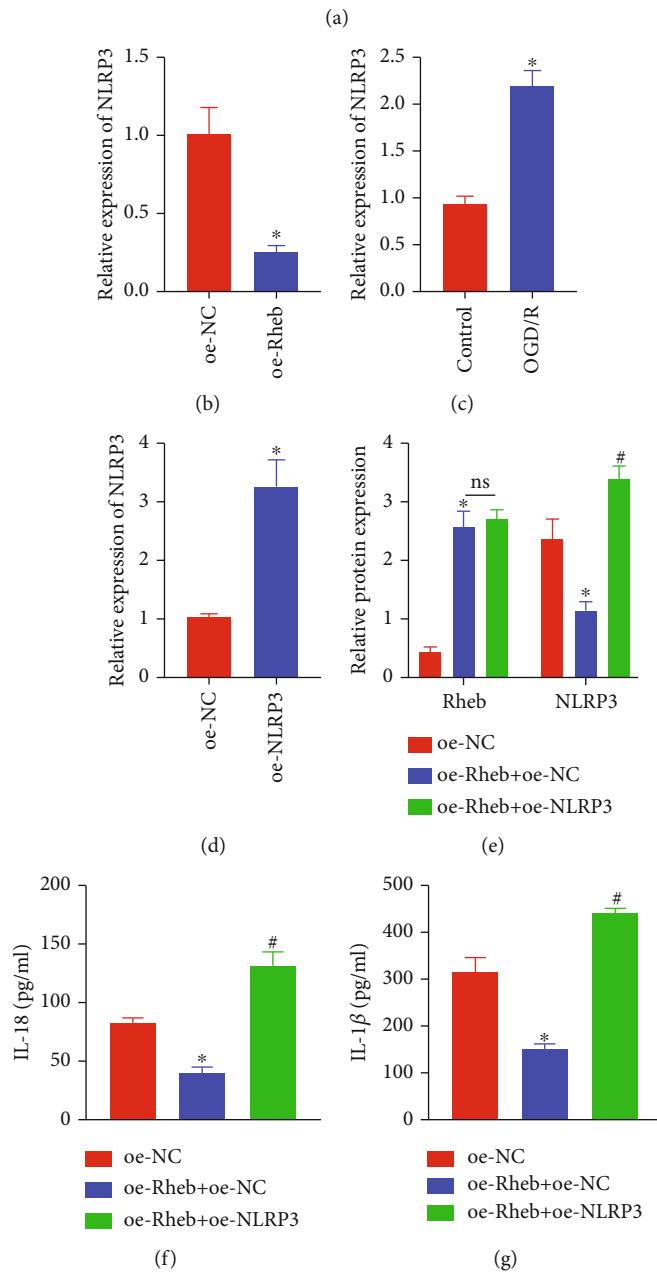 (a)
Relative expression of NLRP3
1.5
1.0
0.5
0.0
*
oe-NC
oe-Rheb
(b)
Relative expression of NLRP3
2.5
2.0
1.5
1.0
0.5
0.0
*
Control
OGD/R
(c)
Relative expression of NLRP3
4
3
2
1
0
*
oe-NC
oe-NLRP3
(d)
Relative protein expression
4
3
2
1
0
*
ns
*
#
Rheb
NLRP3
oe-NC
oe-Rheb+oe-NC
oe-Rheb+oe-NLRP3
(e)
IL-18 (pg/ml)
200
150
100
50
0
*
#
oe-NC
oe-Rheb+oe-NC
oe-Rheb+oe-NLRP3
(f)
IL-1β (pg/ml)
500
400
300
200
100
0
*
#
oe-NC
oe-Rheb+oe-NC
oe-Rheb+oe-NLRP3
(g)